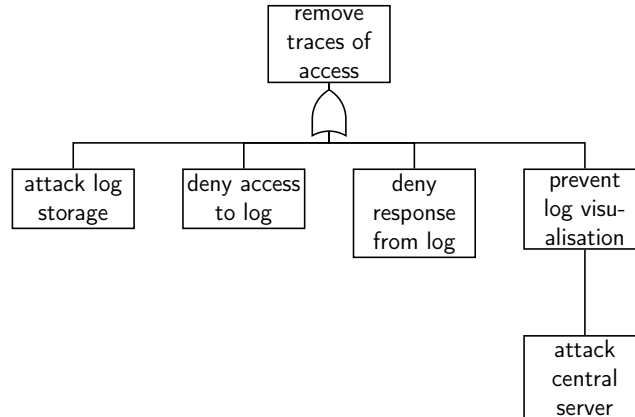 remove
traces of
access
attack log
storage
deny access
to log
deny
response
from log
prevent
log visu-
alisation
attack
central
server